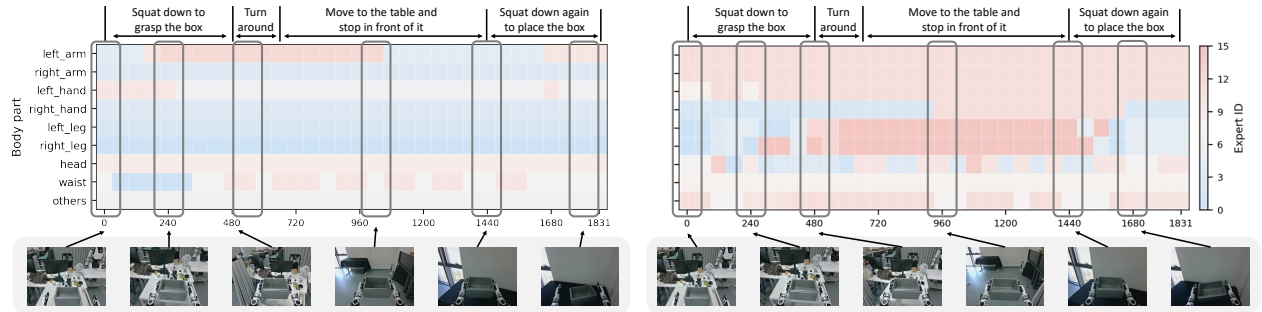 Squat down to
grasp the box
Turn
around
Move to the table and
stop in front of it
Squat down again
to place the box
Body part
left_arm
right_arm
left_hand
right_hand
left_leg
right_leg
head
waist
others
0 240 480 720 960 1200 1440 1680 1831
Squat down to
grasp the box
Turn
around
Move to the table and
stop in front of it
Squat down again
to place the box
0 240 480 720 960 1200 1440 1680 1831
15
12
9
6
3
0
Expert ID